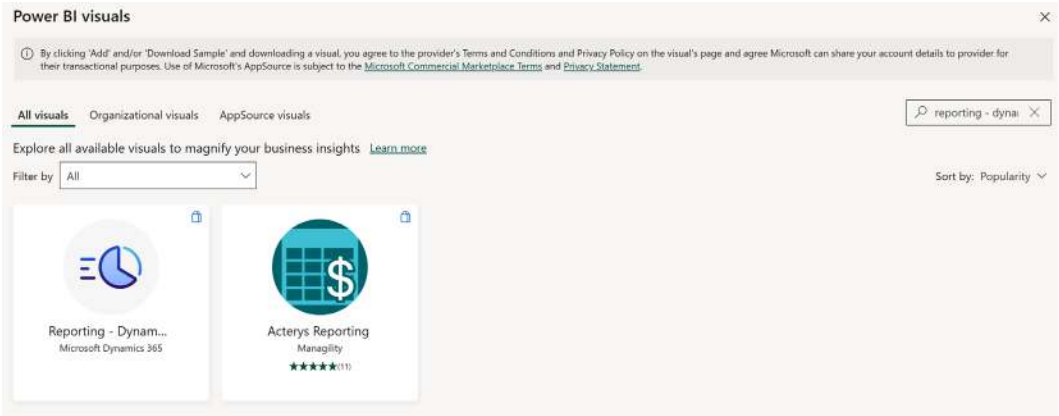 Power BI visuals
By clicking 'Add' and/or 'Download Sample' and downloading a visual, you agree to the provider's Terms and Conditions and Privacy Policy on the visual's page and agree Microsoft can share your account details to provider for
their transactional purposes. Use of Microsoft's AppSource is subject to the Microsoft Commercial Marketplace Terms and Privacy Statement.
All visuals Organizational visuals AppSource visuals
reporting - dyna
Explore all available visuals to magnify your business insights Learn more
Filter by All
Sort by: Popularity
Reporting - Dynam...
Microsoft Dynamics 365
$
Acterys Reporting
Managility
★★★★★(11)